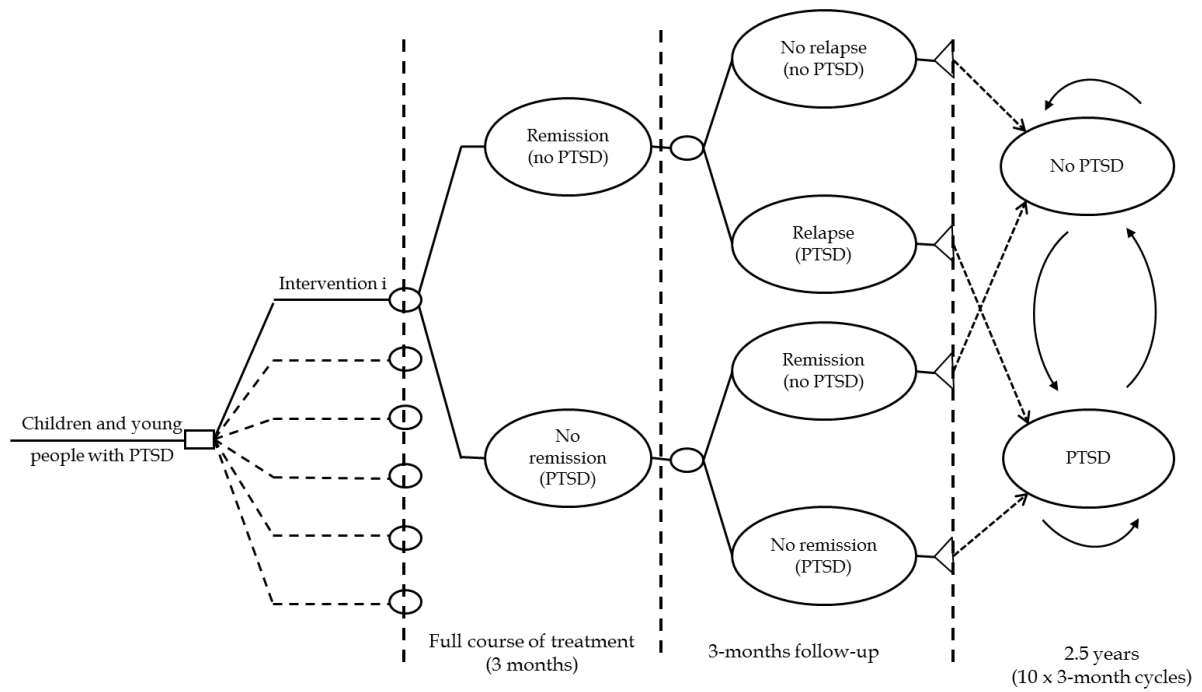 Children and young
people with PTSD
Intervention i
Remission
(no PTSD)
No
remission
(PTSD)
Full course of treatment
(3 months)
No relapse
(no PTSD)
Relapse
(PTSD)
Remission
(no PTSD)
No remission
(PTSD)
3-months follow-up
No PTSD
PTSD
2.5 years
(10 x 3-month cycles)